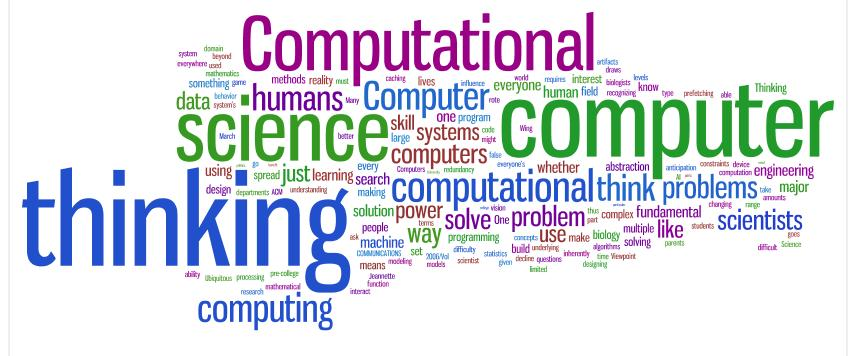 Computational
system domain
beyond
everywhere used
mathematics
artifacts
draws
methods reality must caching lives influence world requires interest biologists levels
something game everyone human field recognizing know type prefetching able Thinking
data behavior humans Many Computer rote
system's
science computer
March better skill one program
large systems code Wing
might
computers false
using go spread just learning every Computers redundancy everyone's whether abstraction anticipation constraints device engineering
AI computation
design departments ACM understanding search making computational think problems take major
amounts
thinking
solution power terms solve One vision problem thus part complex fundamental changing range scientists
people way programming concepts use make biology multiple like students goes
ask machine set difficulty build underlying algorithms solving parents difficult Science
COMMUNICATIONS 2006/Vol statistics decline questions inherently time Viewpoint
means modeling models scientist given limited designing
ability Ubiquitous processing pre-college Jeannette
function
research mathematical interact
computing